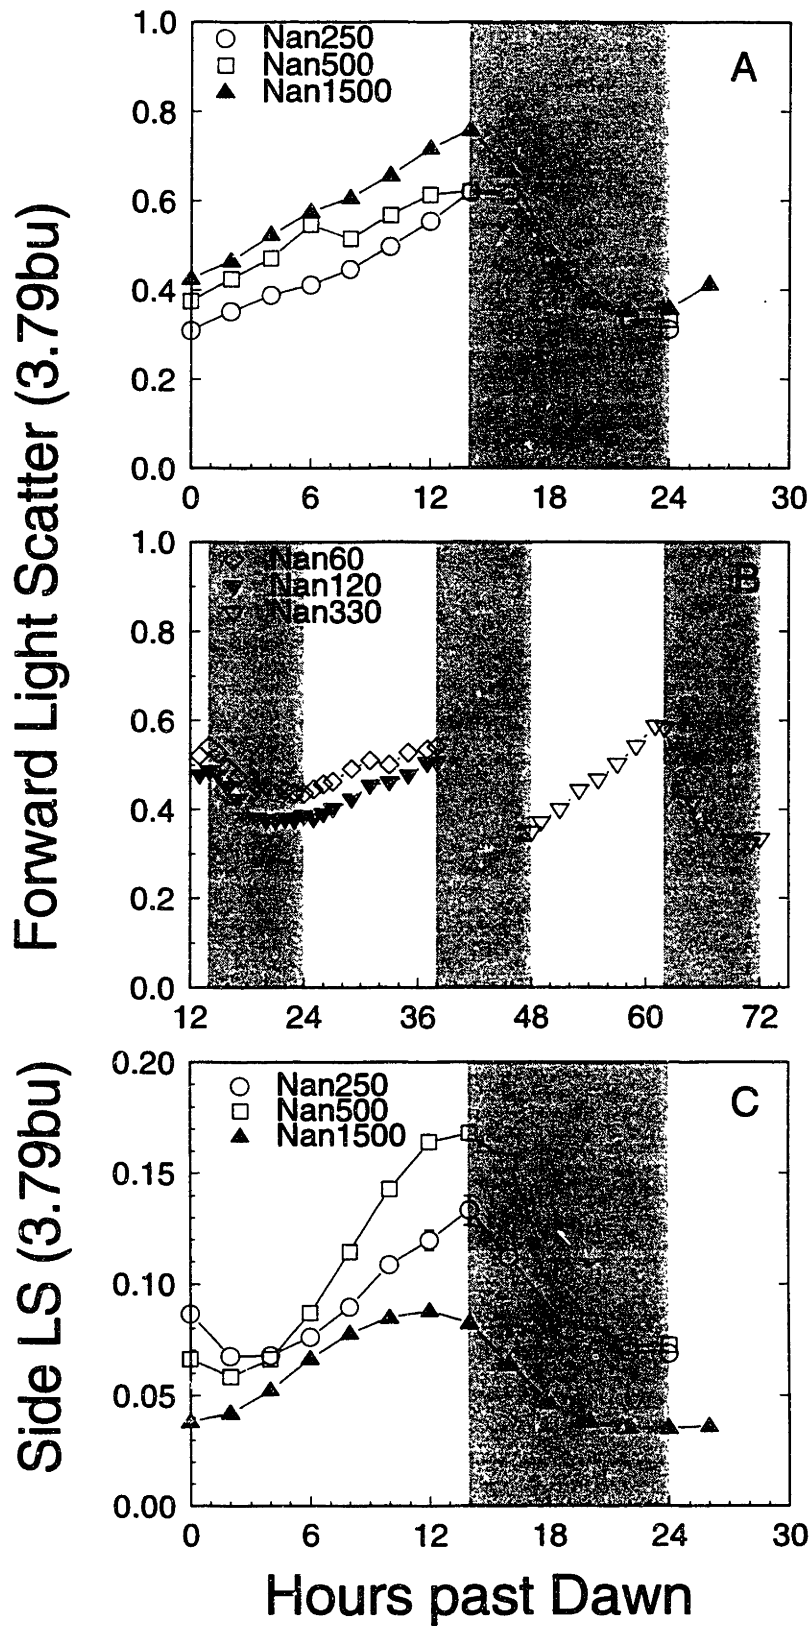 Forward Light Scatter (3.79bu)
1.0
0.8
0.6
0.4
0.2
0.0
Nan250
Nan500
Nan1500
A
0 6 12 18 24 30
1.0
0.8
0.6
0.4
0.2
0.0
Nan60
Nan120
Nan330
B
12 24 36 48 60 72
Side LS (3.79bu)
0.20
0.15
0.10
0.05
0.00
Nan250
Nan500
Nan1500
C
0 6 12 18 24 30
Hours past Dawn